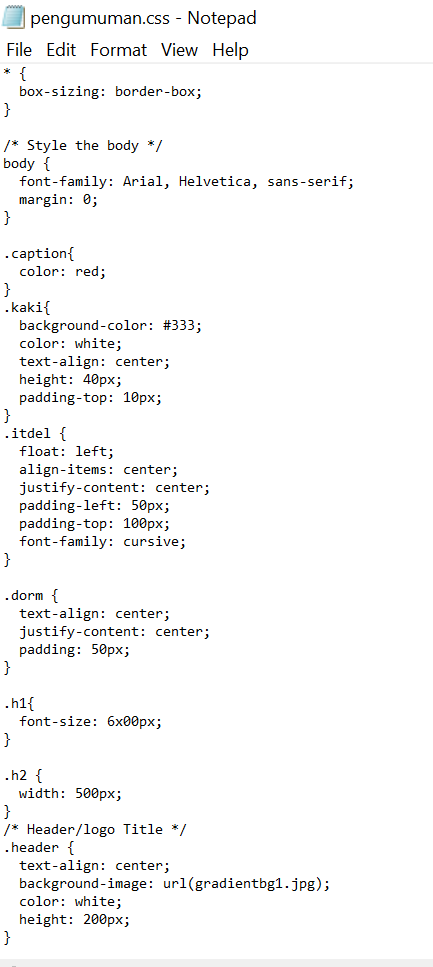 pengumuman.css - Notepad
File Edit Format View Help
* {
  box-sizing: border-box;
}

/* Style the body */
body {
  font-family: Arial, Helvetica, sans-serif;
  margin: 0;
}

.caption{
  color: red;
}
.kaki{
  background-color: #333;
  color: white;
  text-align: center;
  height: 40px;
  padding-top: 10px;
}
.itdel {
  float: left;
  align-items: center;
  justify-content: center;
  padding-left: 50px;
  padding-top: 100px;
  font-family: cursive;
}

.dorm {
  text-align: center;
  justify-content: center;
  padding: 50px;
}

.h1{
  font-size: 6x00px;
}

.h2 {
  width: 500px;
}
/* Header/logo Title */
.header {
  text-align: center;
  background-image: url(gradientbg1.jpg);
  color: white;
  height: 200px;
}